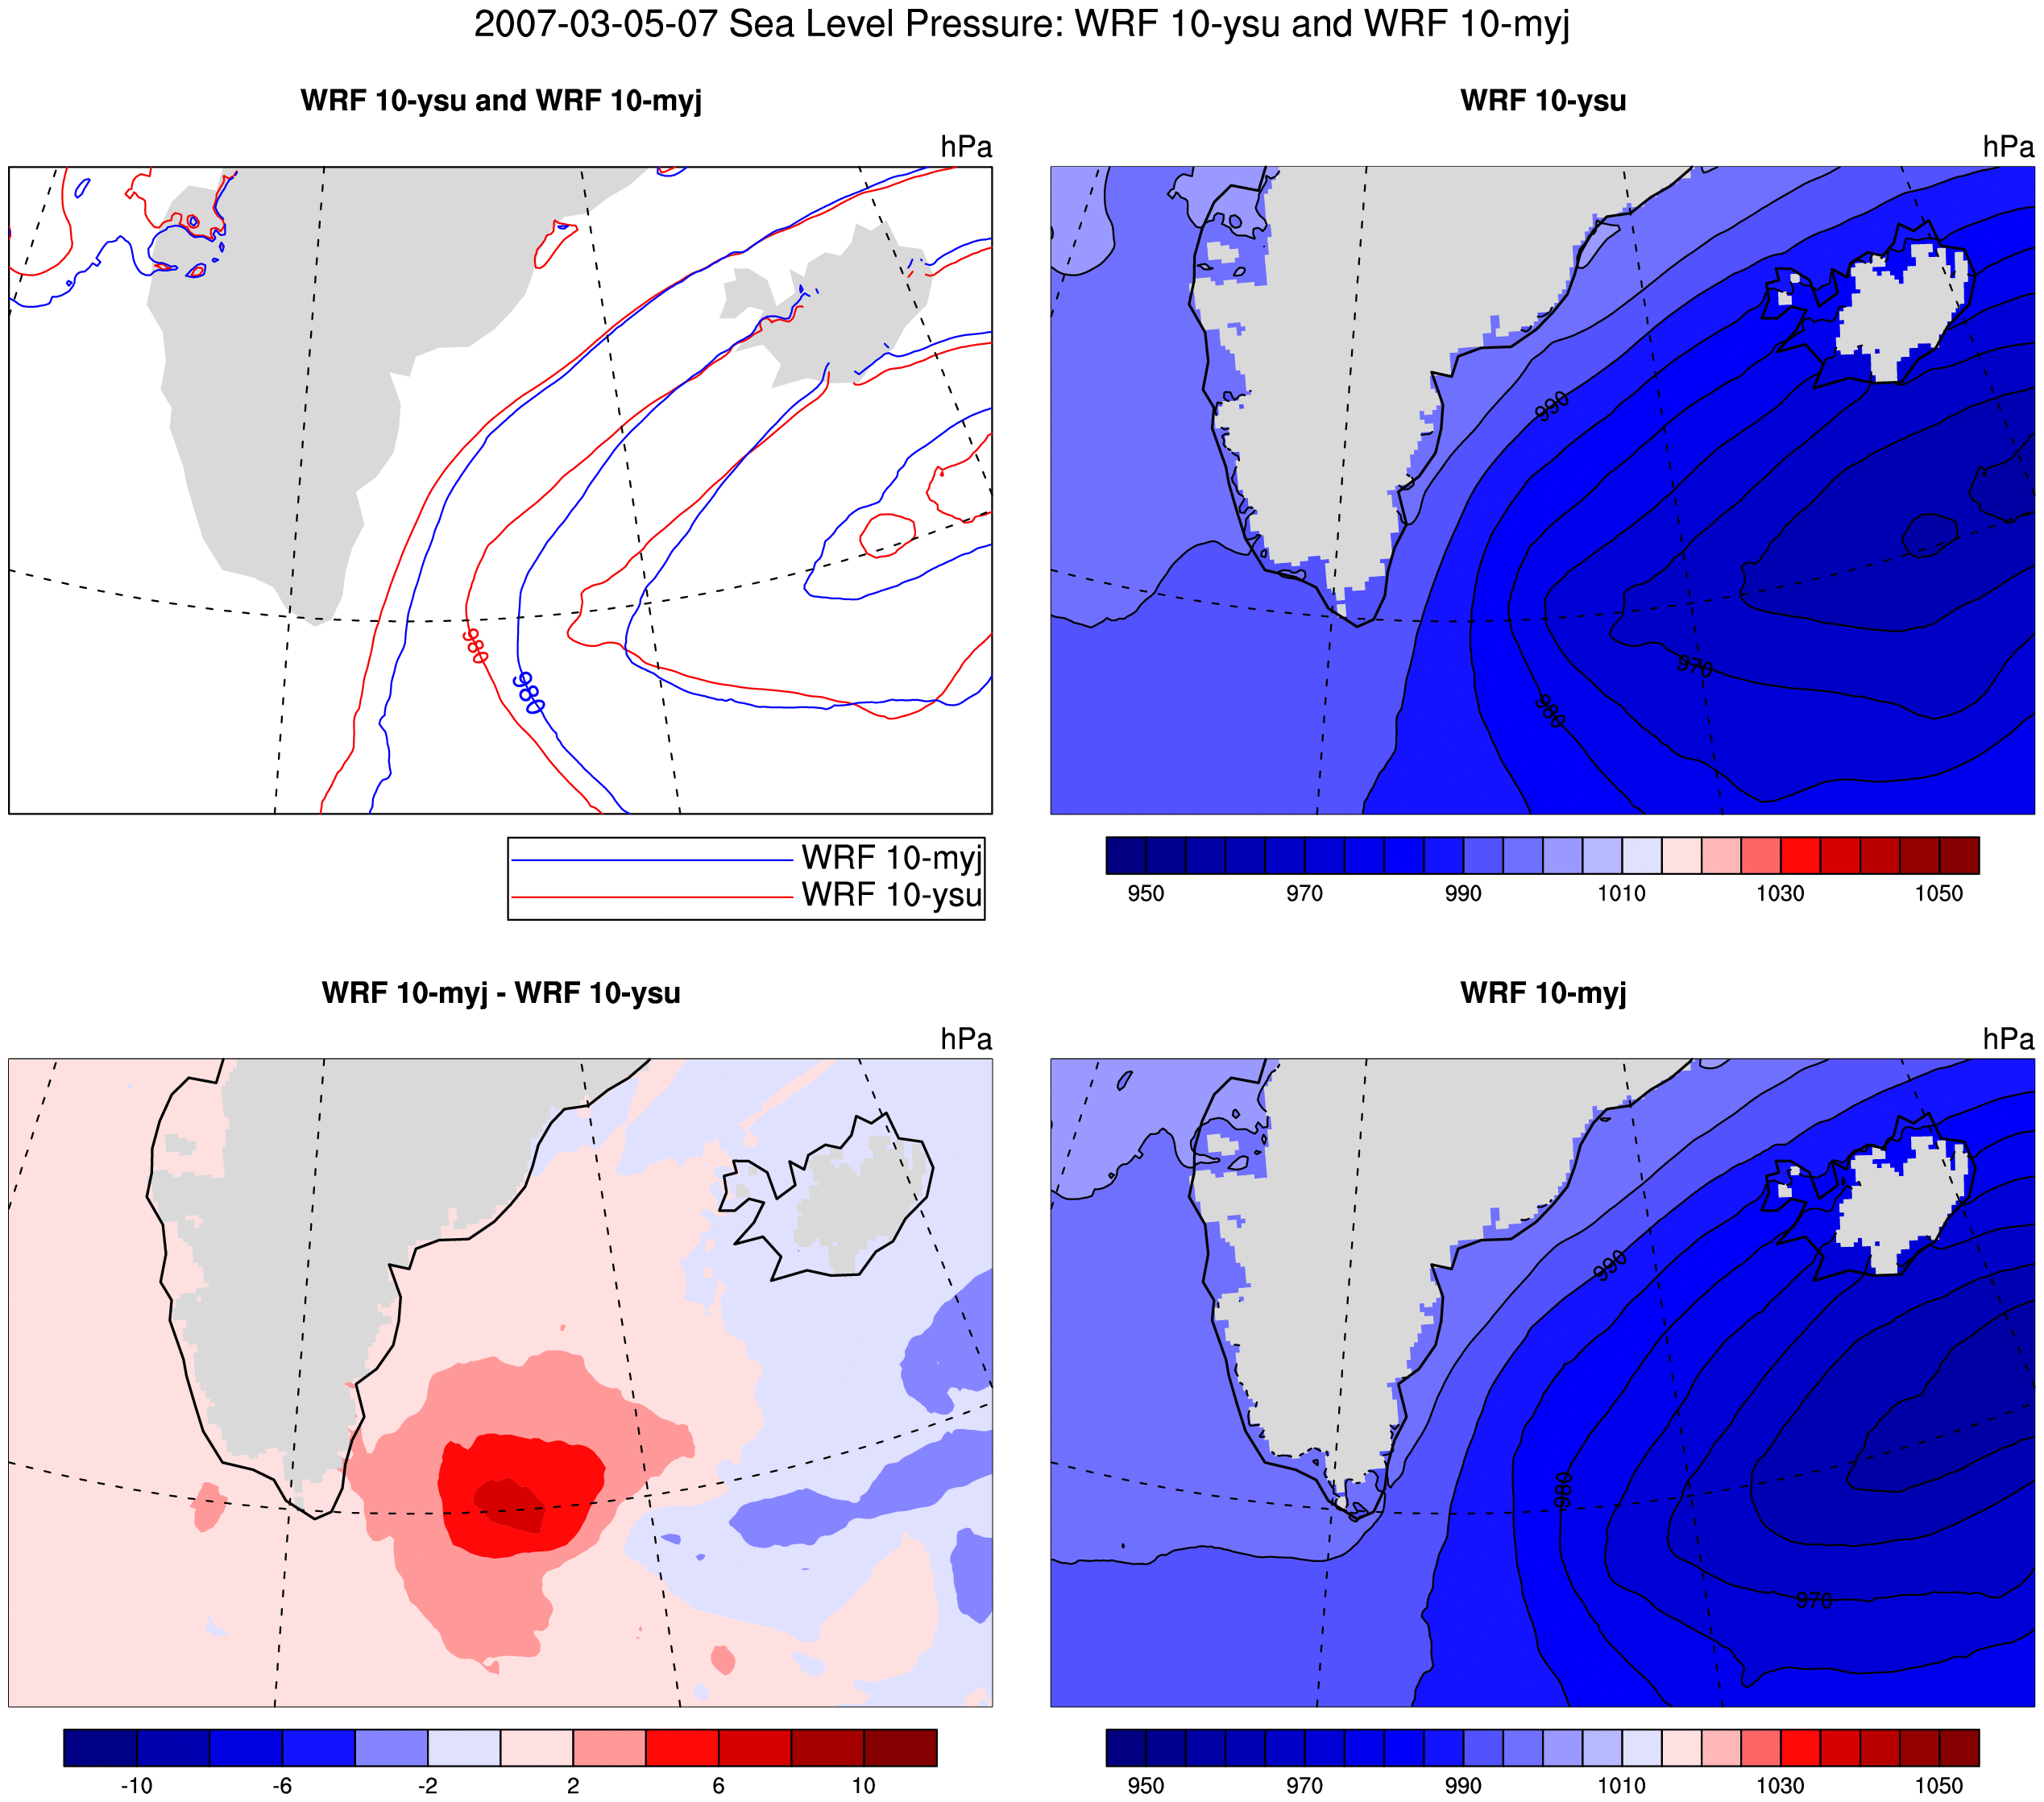 2007-03-05-07 Sea Level Pressure: WRF 10-ysu and WRF 10-myj
WRF 10-ysu and WRF 10-myj
hPa
980
980
WRF 10-myj
WRF 10-ysu
WRF 10-ysu
hPa
990
970
980
950 970 990 1010 1030 1050
WRF 10-myj - WRF 10-ysu
hPa
-10 -6 -2 2 6 10
WRF 10-myj
hPa
990
980
970
950 970 990 1010 1030 1050